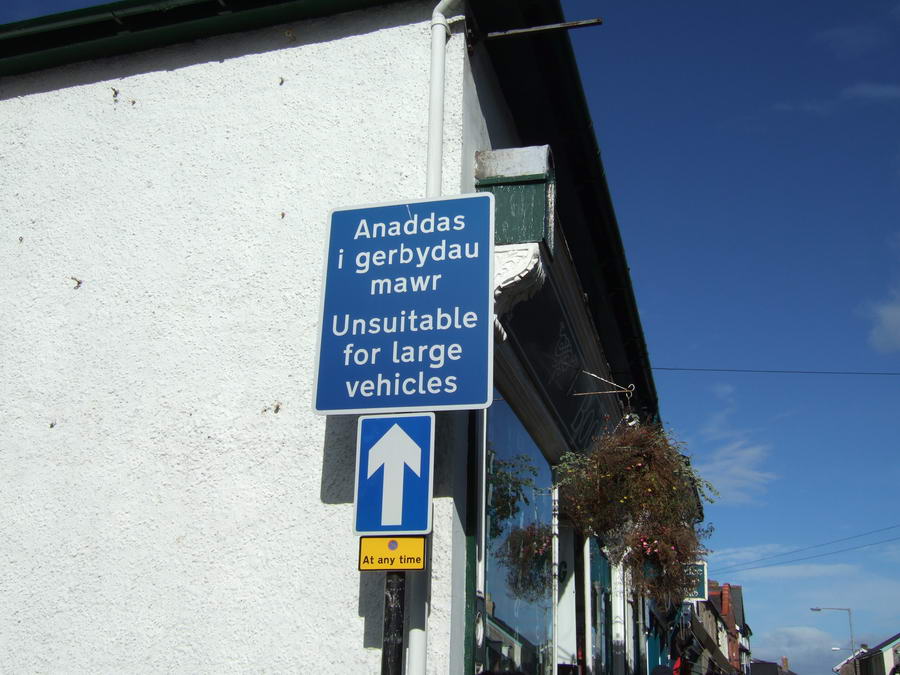 Anaddas
i gerbydau
mawr
Unsuitable
for large
vehicles
At any time